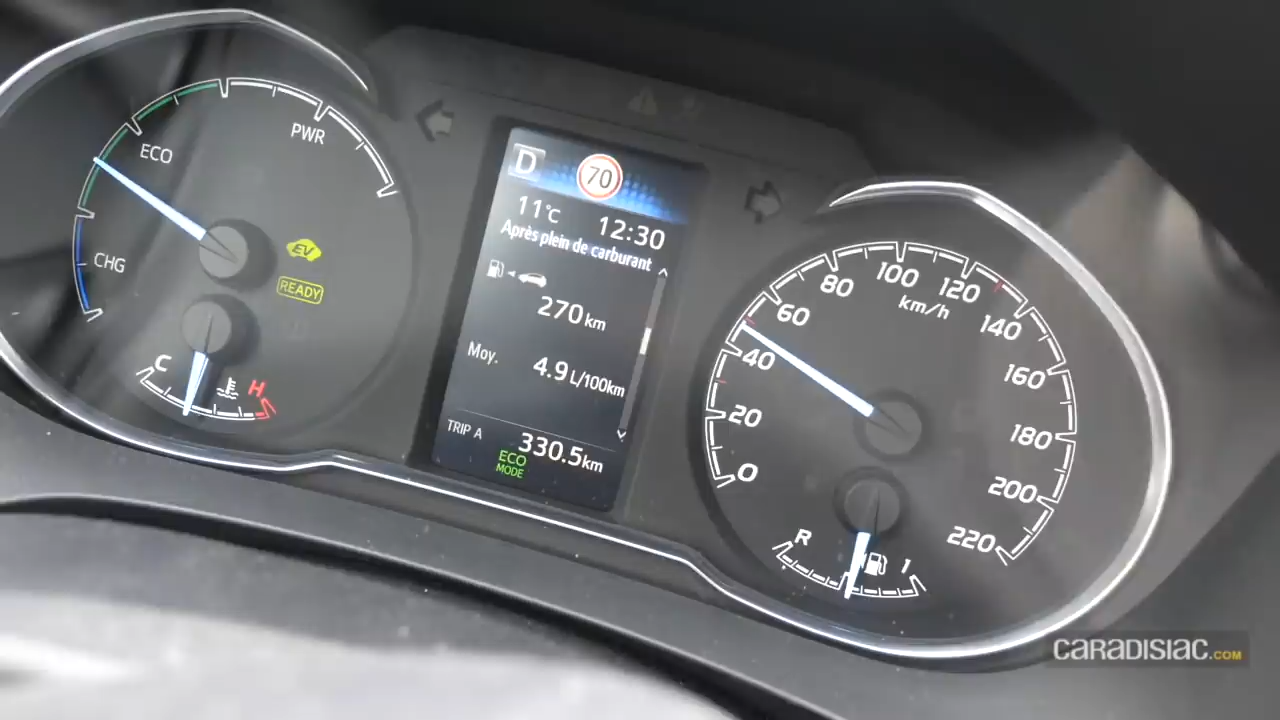 PWR
ECO
CHG
EV
READY
C
H
D
70
11°C 12:30
Après plein de carburant
270 km
Moy. 4.9 L/100km
TRIP A 330.5km
ECO
MODE
0
20
40
60
80
100
120
140
160
180
200
220
km/h
R
1
CARADISIAC.COM